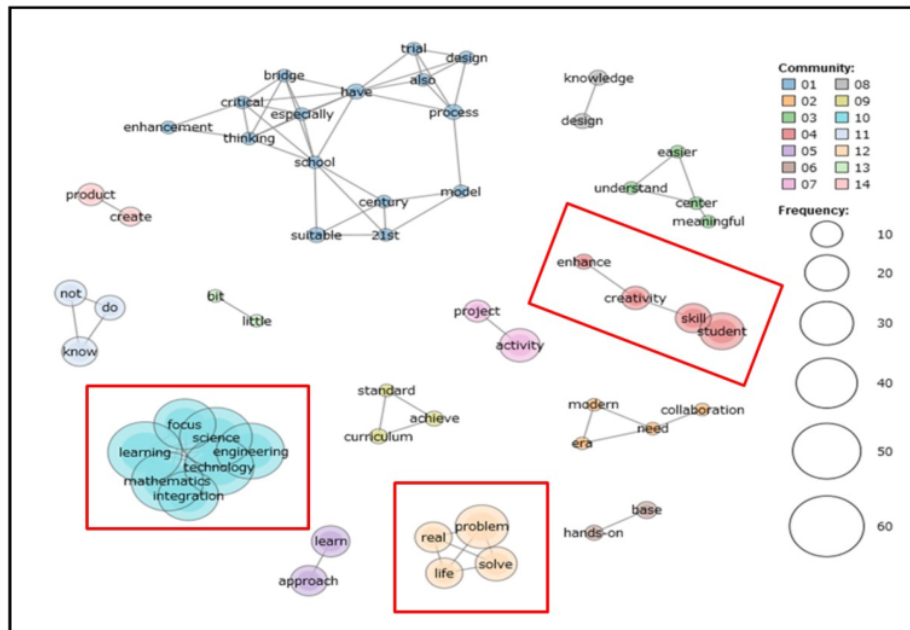 trial
design
also
bridge
have
critical
especially
process
enhancement
thinking
school
century
model
suitable
21st
knowledge
design
Community:
01 08
02 09
03 10
04 11
05 12
06 13
07 14
easier
understand
center
meaningful
product
create
Frequency:
10
20
30
40
50
60
enhance
creativity
skill
student
not
do
know
bit
little
project
activity
focus
science
learning
engineering
technology
mathematics
integration
standard
achieve
curriculum
modern
collaboration
need
era
base
hands-on
learn
approach
problem
real
life
solve